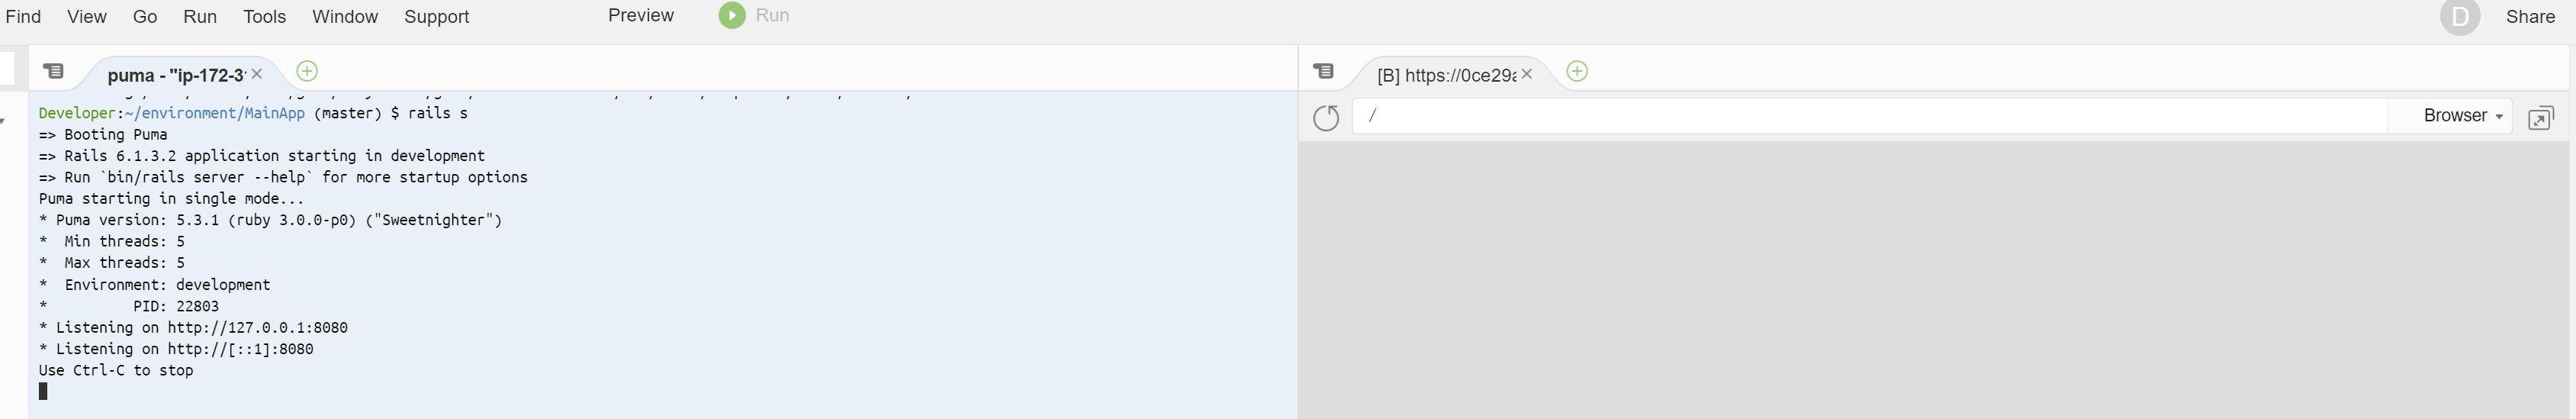 Find View Go Run Tools Window Support Preview Run D Share
puma - "ip-172-3
[B] https://0ce29
Developer:~/environment/MainApp (master) $ rails s
=> Booting Puma
=> Rails 6.1.3.2 application starting in development
=> Run `bin/rails server --help` for more startup options
Puma starting in single mode...
* Puma version: 5.3.1 (ruby 3.0.0-p0) ("Sweetnighter")
*  Min threads: 5
*  Max threads: 5
*  Environment: development
*          PID: 22803
* Listening on http://127.0.0.1:8080
* Listening on http://[::1]:8080
Use Ctrl-C to stop
/
Browser